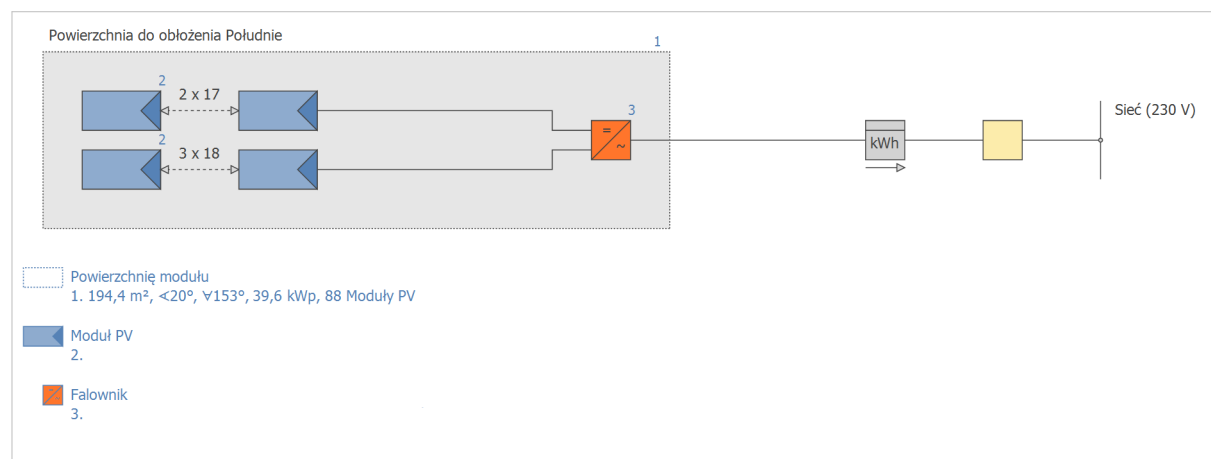 Powierzchnia do obłożenia Południe
1
2
2 x 17
2
3 x 18
3
=
~
kWh
Sieć (230 V)
Powierzchnię modułu
1. 194,4 m², ∢20°, ∀153°, 39,6 kWp, 88 Moduły PV
Moduł PV
2.
Falownik
3.